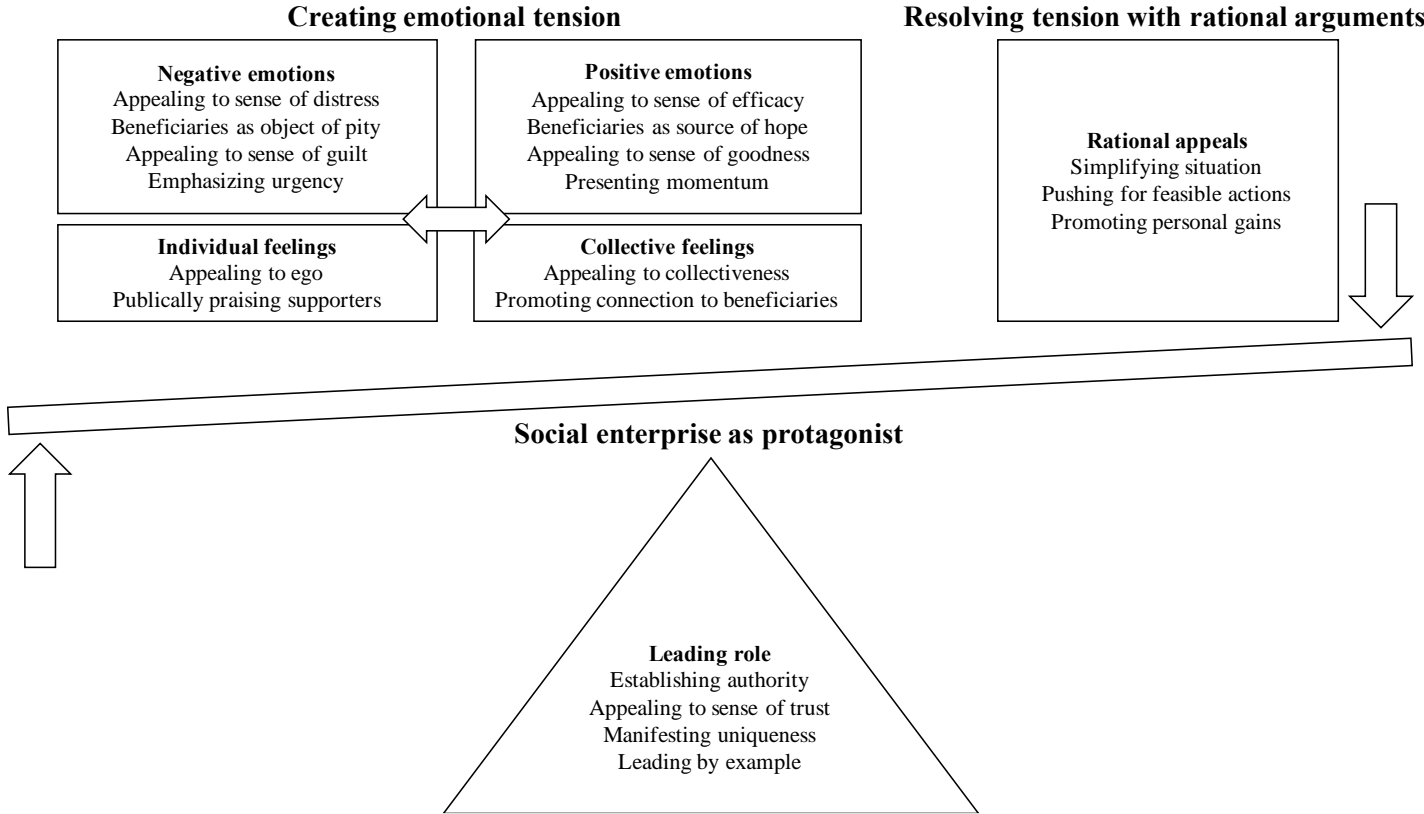 Creating emotional tension
Resolving tension with rational arguments
Negative emotions
Appealing to sense of distress
Beneficiaries as object of pity
Appealing to sense of guilt
Emphasizing urgency
Positive emotions
Appealing to sense of efficacy
Beneficiaries as source of hope
Appealing to sense of goodness
Presenting momentum
Individual feelings
Appealing to ego
Publically praising supporters
Collective feelings
Appealing to collectiveness
Promoting connection to beneficiaries
Rational appeals
Simplifying situation
Pushing for feasible actions
Promoting personal gains
Social enterprise as protagonist
Leading role
Establishing authority
Appealing to sense of trust
Manifesting uniqueness
Leading by example